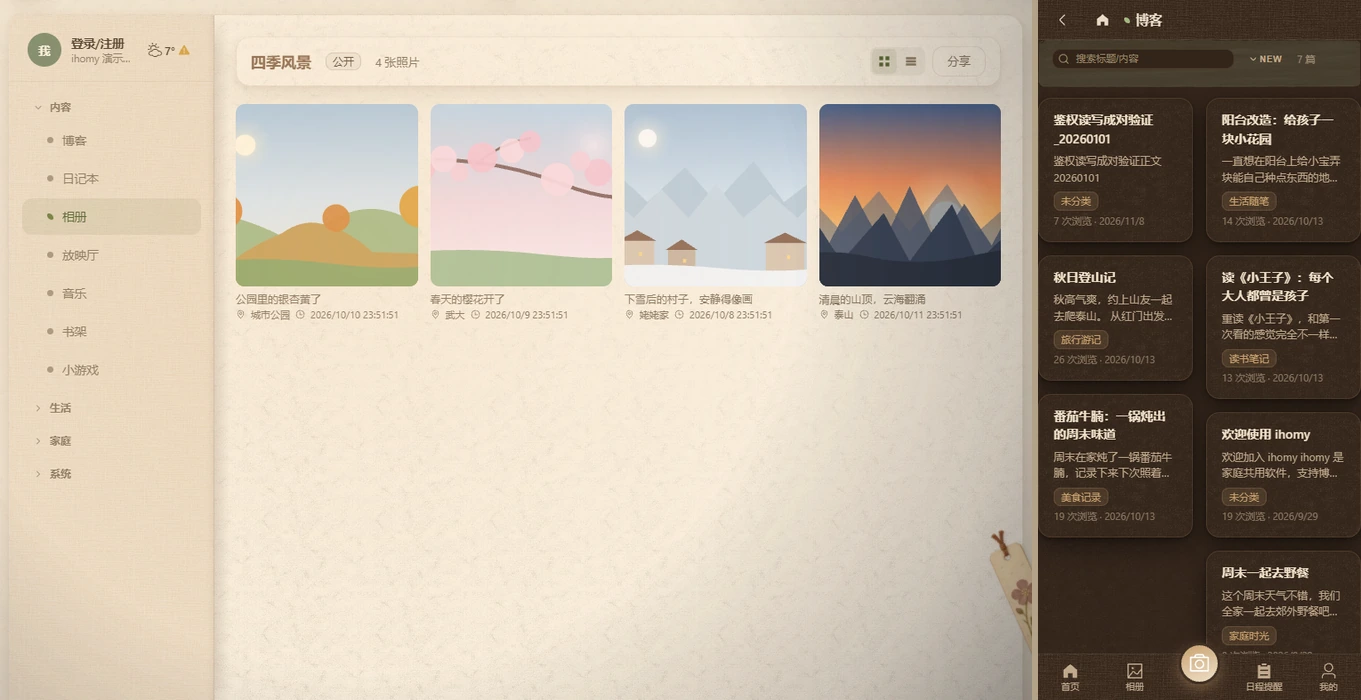 我
登录/注册
ihomy 演示...
7°
内容
博客
日记本
相册
放映厅
音乐
书架
小游戏
生活
家庭
系统
四季风景
公开
4 张照片
分享
公园里的银杏黄了
城市公园 2026/10/10 23:51:51
春天的樱花开了
武大 2026/10/9 23:51:51
下雪后的村子，安静得像画
姥姥家 2026/10/8 23:51:51
清晨的山顶，云海翻涌
泰山 2026/10/11 23:51:51
博客
搜索标题/内容
NEW
7 篇
鉴权读写成对验证
_20260101
鉴权读写成对验证正文
20260101
未分类
7 次浏览 · 2026/11/8
秋日登山记
秋高气爽，约上山友一起
去爬泰山。 从红门出发...
旅行游记
26 次浏览 · 2026/10/13
番茄牛腩：一锅炖出
的周末味道
周末在家炖了一锅番茄牛
腩，记录下来下次照着...
美食记录
19 次浏览 · 2026/10/13
阳台改造：给孩子一
块小花园
一直想在阳台上给小宝弄
块能自己种点东西的地...
生活随笔
14 次浏览 · 2026/10/13
读《小王子》：每个
大人都曾是孩子
重读《小王子》，和第一
次看的感觉完全不一样...
读书笔记
13 次浏览 · 2026/10/13
欢迎使用 ihomy
欢迎加入 ihomy ihomy 是
家庭共用软件，支持博...
未分类
19 次浏览 · 2026/9/29
周末一起去野餐
这个周末天气不错，我们
全家一起去郊外野餐吧...
家庭时光
首页
相册
日程提醒
我的